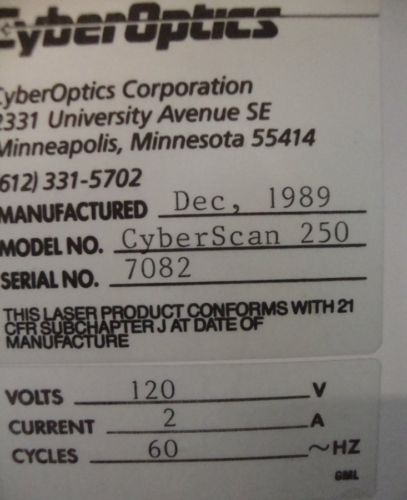 CyberOptics
CyberOptics Corporation
2331 University Avenue SE
Minneapolis, Minnesota 55414
(612) 331-5702
MANUFACTURED Dec, 1989
MODEL NO. CyberScan 250
SERIAL NO. 7082
THIS LASER PRODUCT CONFORMS WITH 21
CFR SUBCHAPTER J AT DATE OF
MANUFACTURE
VOLTS 120 V
CURRENT 2 A
CYCLES 60 ~HZ
GML